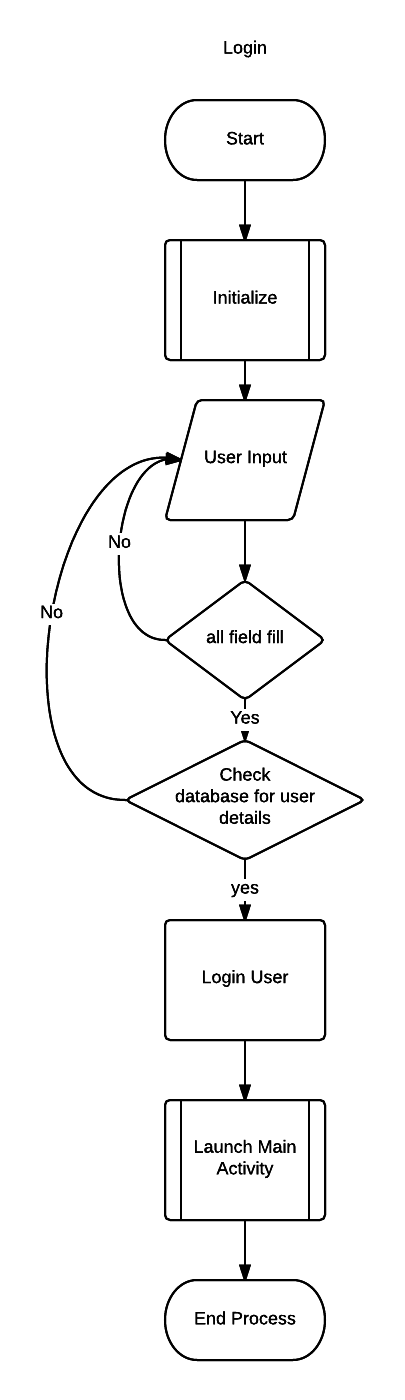 Login
Start
Initialize
User Input
No
No
all field fill
Yes
Check
database for user
details
yes
Login User
Launch Main
Activity
End Process